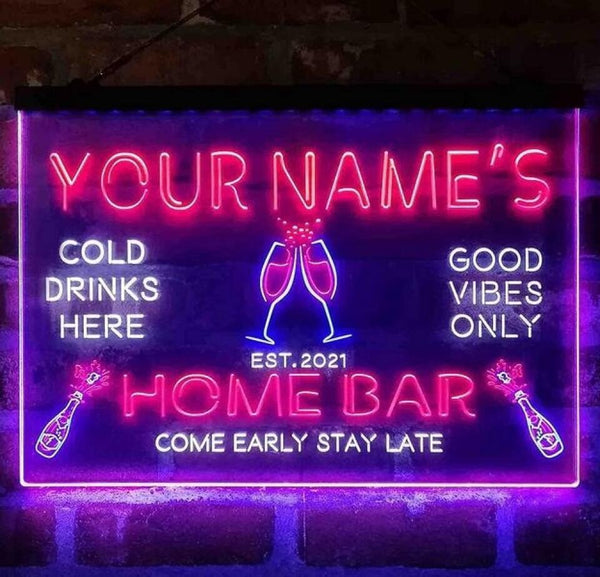 YOUR NAME'S
COLD
DRINKS
HERE
GOOD
VIBES
ONLY
EST.2021
HOME BAR
COME EARLY STAY LATE